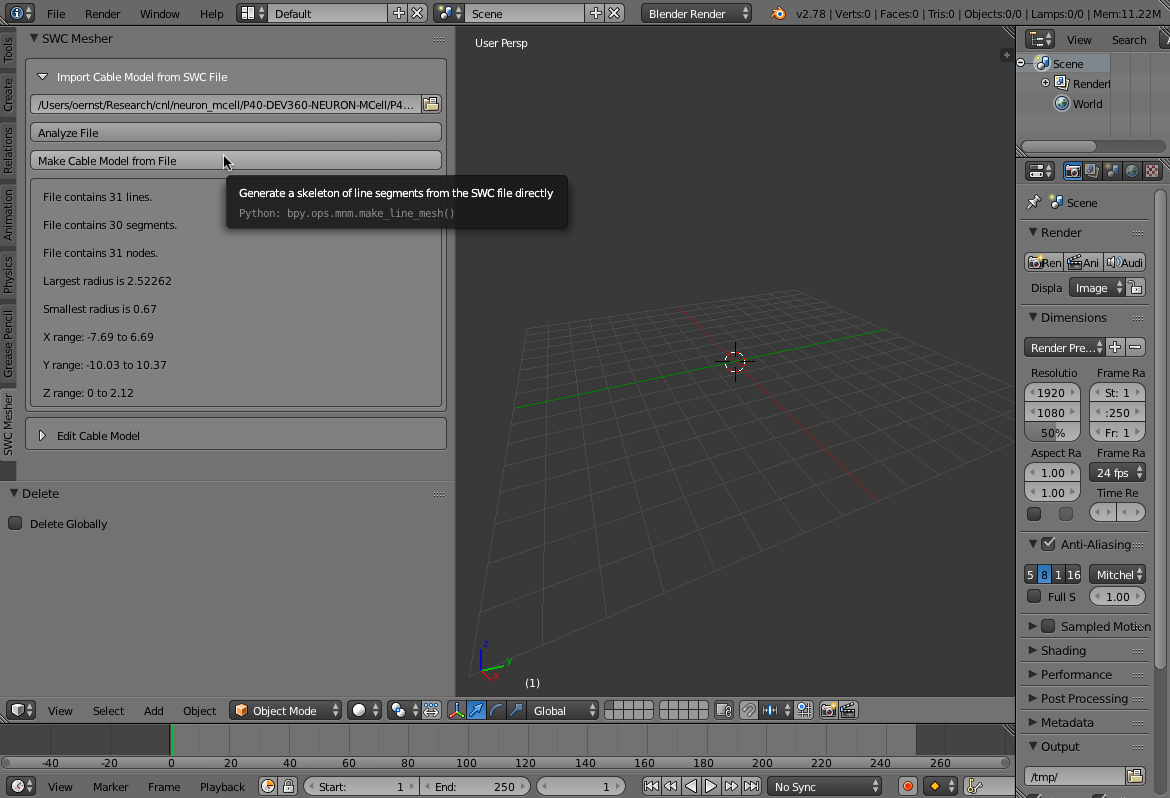 File Render Window Help Default Scene Blender Render v2.78 | Verts:0 | Faces:0 | Tris:0 | Objects:0/0 | Lamps:0/0 | Mem:11.22M
Tools
Create
Relations
Animation
Physics
Grease Pencil
SWC Mesher
SWC Mesher
Import Cable Model from SWC File
/Users/oernst/Research/cnl/neuron_mcell/P40-DEV360-NEURON-MCell/P4...
Analyze File
Make Cable Model from File
Generate a skeleton of line segments from the SWC file directly
Python: bpy.ops.mnm.make_line_mesh()
File contains 31 lines.
File contains 30 segments.
File contains 31 nodes.
Largest radius is 2.52262
Smallest radius is 0.67
X range: -7.69 to 6.69
Y range: -10.03 to 10.37
Z range: 0 to 2.12
Edit Cable Model
Delete
Delete Globally
User Persp
z
y
x
(1)
View Select Add Object Object Mode Global
-40 -20 0 20 40 60 80 100 120 140 160 180 200 220 240 260
View Marker Frame Playback Start: 1 End: 250 1 No Sync
View Search
Scene
RenderI
World
Scene
Render
Ren Ani Audi
Displa Image
Dimensions
Render Pre...
Resolutio Frame Ra
1920 St: 1
1080 :250
50% Fr: 1
Aspect Ra Frame Ra
1.00 24 fps
1.00 Time Re
Anti-Aliasing
5 8 1 16 Mitchel
Full S 1.00
Sampled Motion
Shading
Performance
Post Processing
Metadata
Output
/tmp/